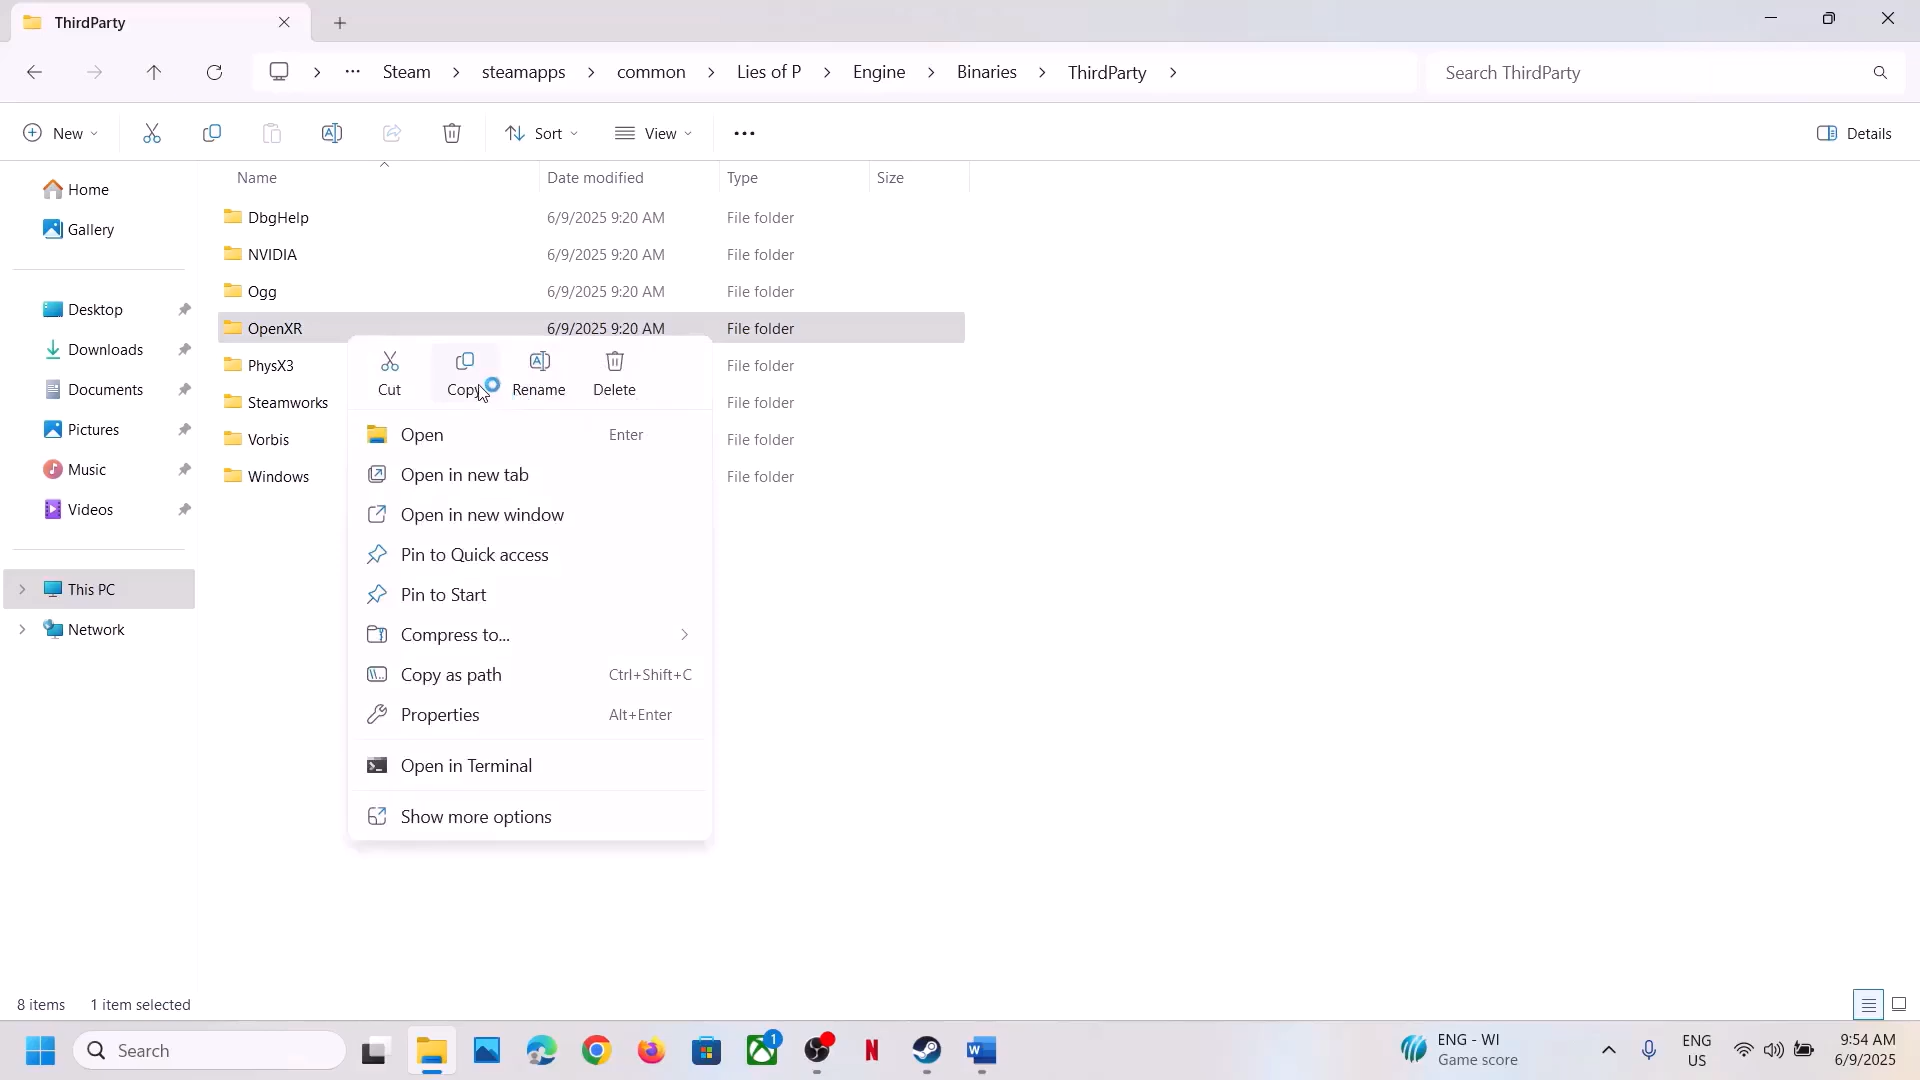 ThirdParty
Steam steamapps common Lies of P Engine Binaries ThirdParty
Search ThirdParty
New Sort View Details
Name Date modified Type Size
Home
Gallery
Desktop
Downloads
Documents
Pictures
Music
Videos
This PC
Network
DbgHelp 6/9/2025 9:20 AM File folder
NVIDIA 6/9/2025 9:20 AM File folder
Ogg 6/9/2025 9:20 AM File folder
OpenXR 6/9/2025 9:20 AM File folder
PhysX3 File folder
Steamworks File folder
Vorbis File folder
Windows File folder
Cut Copy Rename Delete
Open Enter
Open in new tab
Open in new window
Pin to Quick access
Pin to Start
Compress to...
Copy as path Ctrl+Shift+C
Properties Alt+Enter
Open in Terminal
Show more options
8 items 1 item selected
Search
1
N
ENG - WI
Game score
ENG
US
9:54 AM
6/9/2025